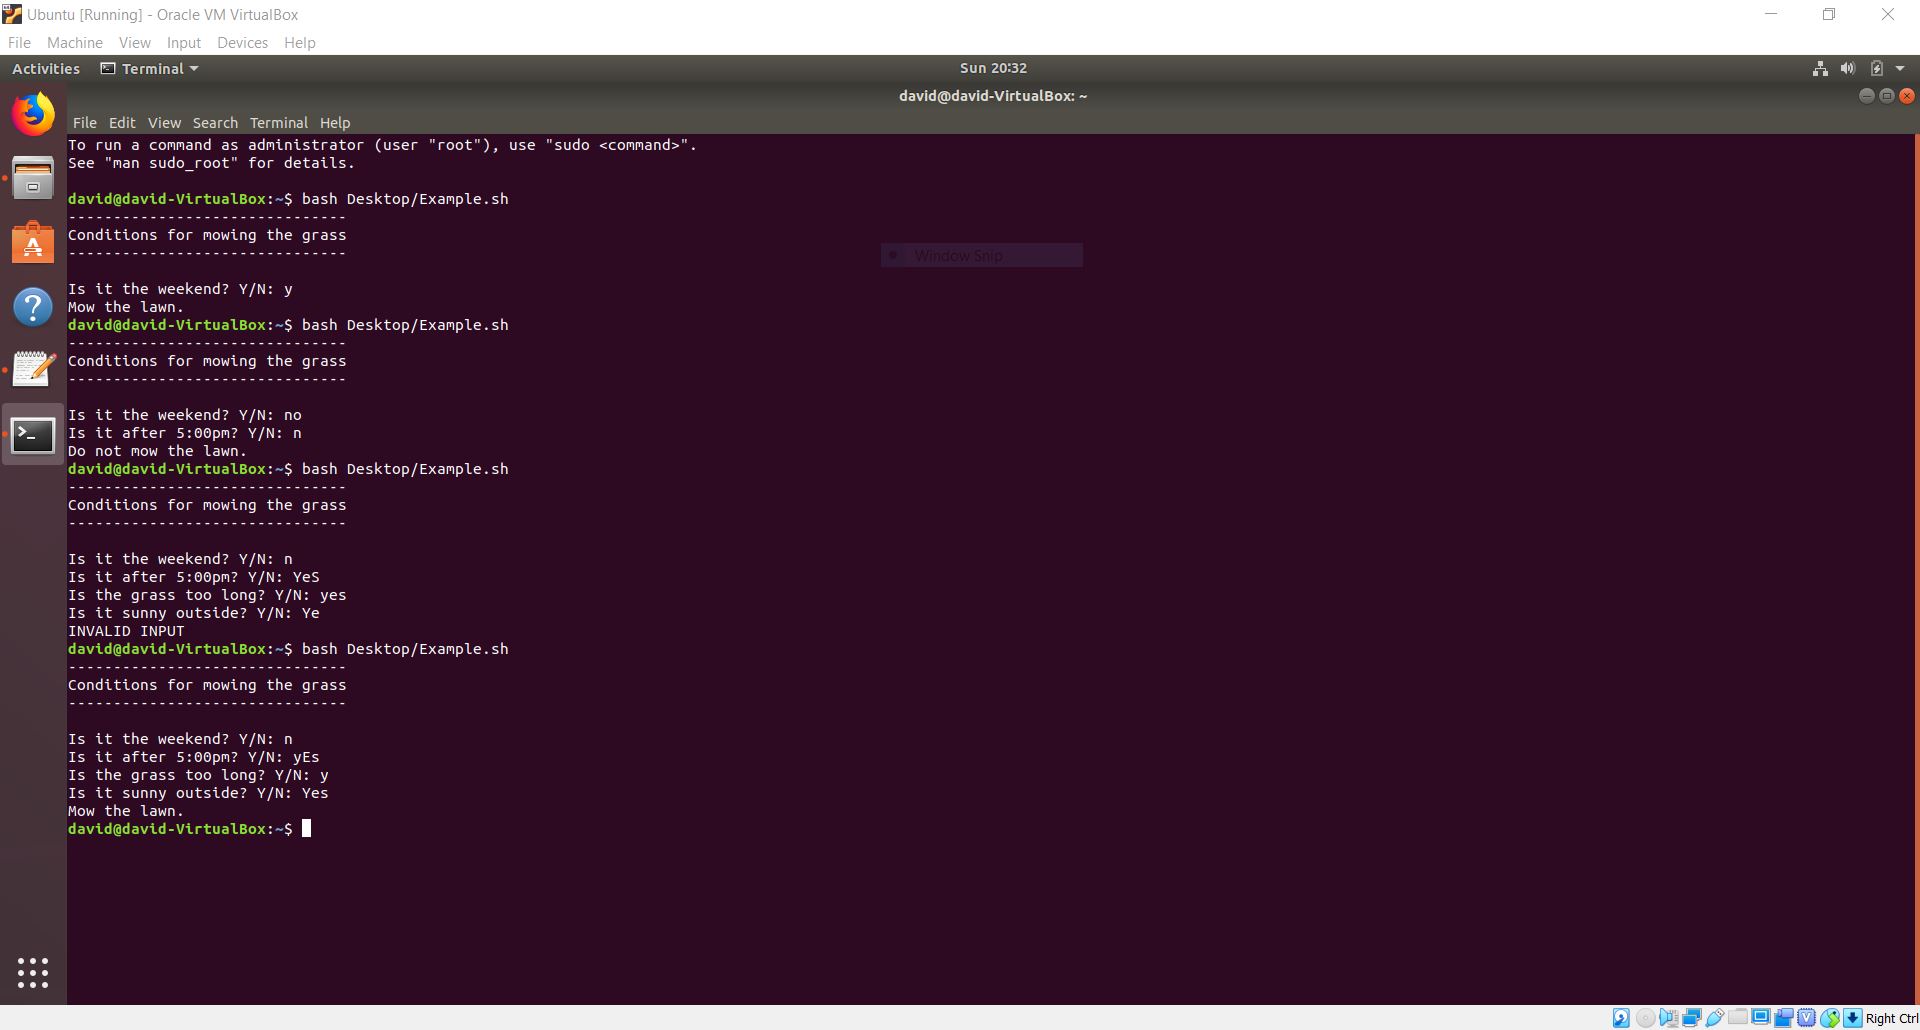 Ubuntu [Running] - Oracle VM VirtualBox
File Machine View Input Devices Help
Activities Terminal Sun 20:32
david@david-VirtualBox: ~
File Edit View Search Terminal Help
To run a command as administrator (user "root"), use "sudo <command>".
See "man sudo_root" for details.
david@david-VirtualBox:~$ bash Desktop/Example.sh
-------------------------------
Conditions for mowing the grass
-------------------------------
Window Snip
Is it the weekend? Y/N: y
Mow the lawn.
david@david-VirtualBox:~$ bash Desktop/Example.sh
-------------------------------
Conditions for mowing the grass
-------------------------------
Is it the weekend? Y/N: no
Is it after 5:00pm? Y/N: n
Do not mow the lawn.
david@david-VirtualBox:~$ bash Desktop/Example.sh
-------------------------------
Conditions for mowing the grass
-------------------------------
Is it the weekend? Y/N: n
Is it after 5:00pm? Y/N: YeS
Is the grass too long? Y/N: yes
Is it sunny outside? Y/N: Ye
INVALID INPUT
david@david-VirtualBox:~$ bash Desktop/Example.sh
-------------------------------
Conditions for mowing the grass
-------------------------------
Is it the weekend? Y/N: n
Is it after 5:00pm? Y/N: yEs
Is the grass too long? Y/N: y
Is it sunny outside? Y/N: Yes
Mow the lawn.
david@david-VirtualBox:~$
Right Ctrl